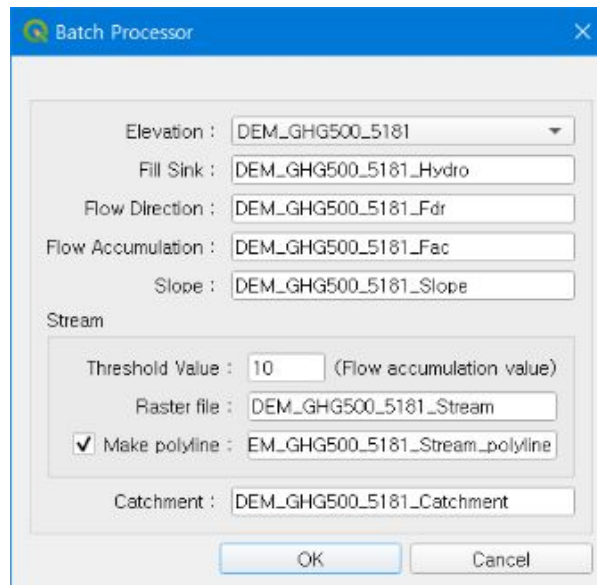 Batch Processor
Elevation : DEM_GHG500_5181
Fill Sink : DEM_GHG500_5181_Hydro
Flow Direction : DEM_GHG500_5181_Fdr
Flow Accumulation : DEM_GHG500_5181_Fac
Slope : DEM_GHG500_5181_Slope
Stream
Threshold Value : 10 (Flow accumulation value)
Raster file : DEM_GHG500_5181_Stream
Make polyline : EM_GHG500_5181_Stream_polyline
Catchment : DEM_GHG500_5181_Catchment
OK Cancel